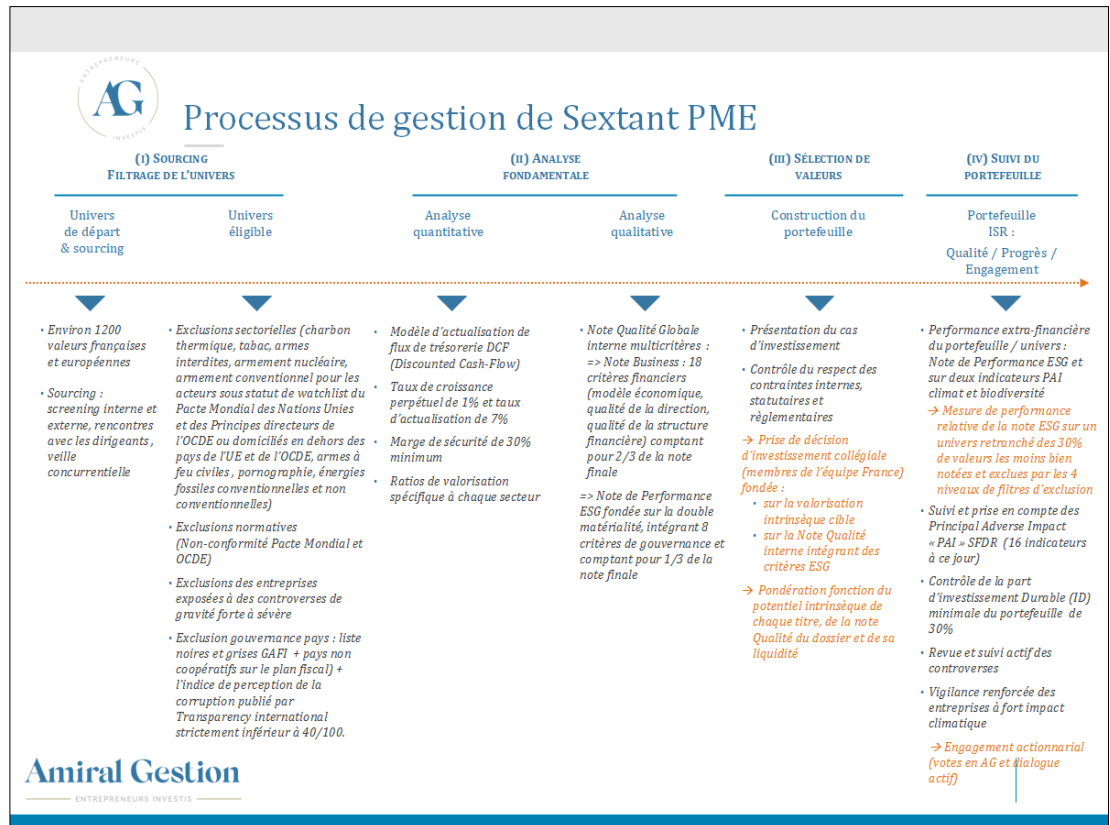 ENTREPRENEURS
AG
INVESTIS
Processus de gestion de Sextant PME
(I) SOURCING
FILTRAGE DE L'UNIVERS
(II) ANALYSE
FONDAMENTALE
(III) SÉLECTION DE
VALEURS
(IV) SUIVI DU
PORTEFEUILLE
Univers
de départ
& sourcing
Univers
éligible
Analyse
quantitative
Analyse
qualitative
Construction du
portefeuille
Portefeuille
ISR :
Qualité / Progrès /
Engagement
• Environ 1200
valeurs françaises
et européennes
• Sourcing :
screening interne et
externe, rencontres
avec les dirigeants ,
veille
concurrentielle
• Exclusions sectorielles (charbon
thermique, tabac, armes
interdites, armement nucléaire,
armement conventionnel pour les
acteurs sous statut de watchlist du
Pacte Mondial des Nations Unies
et des Principes directeurs de
l'OCDE ou domiciliés en dehors des
pays de l'UE et de l'OCDE, armes à
feu civiles , pornographie, énergies
fossiles conventionnelles et non
conventionnelles)
• Exclusions normatives
(Non-conformité Pacte Mondial et
OCDE)
• Exclusions des entreprises
exposées à des controverses de
gravité forte à sévère
• Exclusion gouvernance pays : liste
noires et grises GAFI + pays non
coopératifs sur le plan fiscal) +
l'indice de perception de la
corruption publié par
Transparency international
strictement inférieur à 40/100.
• Modèle d'actualisation de
flux de trésorerie DCF
(Discounted Cash-Flow)
• Taux de croissance
perpétuel de 1% et taux
d'actualisation de 7%
• Marge de sécurité de 30%
minimum
• Ratios de valorisation
spécifique à chaque secteur
• Note Qualité Globale
interne multicritères :
=> Note Business : 18
critères financiers
(modèle économique,
qualité de la direction,
qualité de la structure
financière) comptant
pour 2/3 de la note
finale
=> Note de Performance
ESG fondée sur la double
matérialité, intégrant 8
critères de gouvernance et
comptant pour 1/3 de la
note finale
• Présentation du cas
d'investissement
• Contrôle du respect des
contraintes internes,
statutaires et
règlementaires
→ Prise de décision
d'investissement collégiale
(membres de l'équipe France)
fondée :
• sur la valorisation
intrinsèque cible
• sur la Note Qualité
interne intégrant des
critères ESG
→ Pondération fonction du
potentiel intrinsèque de
chaque titre, de la note
Qualité du dossier et de sa
liquidité
• Performance extra-financière
du portefeuille / univers :
Note de Performance ESG et
sur deux indicateurs PAI
climat et biodiversité
→ Mesure de performance
relative de la note ESG sur un
univers retranché des 30%
de valeurs les moins bien
notées et exclues par les 4
niveaux de filtres d'exclusion
• Suivi et prise en compte des
Principal Adverse Impact
« PAI » SFDR (16 indicateurs
à ce jour)
• Contrôle de la part
d'investissement Durable (ID)
minimale du portefeuille de
30%
• Revue et suivi actif des
controverses
• Vigilance renforcée des
entreprises à fort impact
climatique
→ Engagement actionnarial
(votes en AG et dialogue
actif)
Amiral Gestion
ENTREPRENEURS INVESTIS